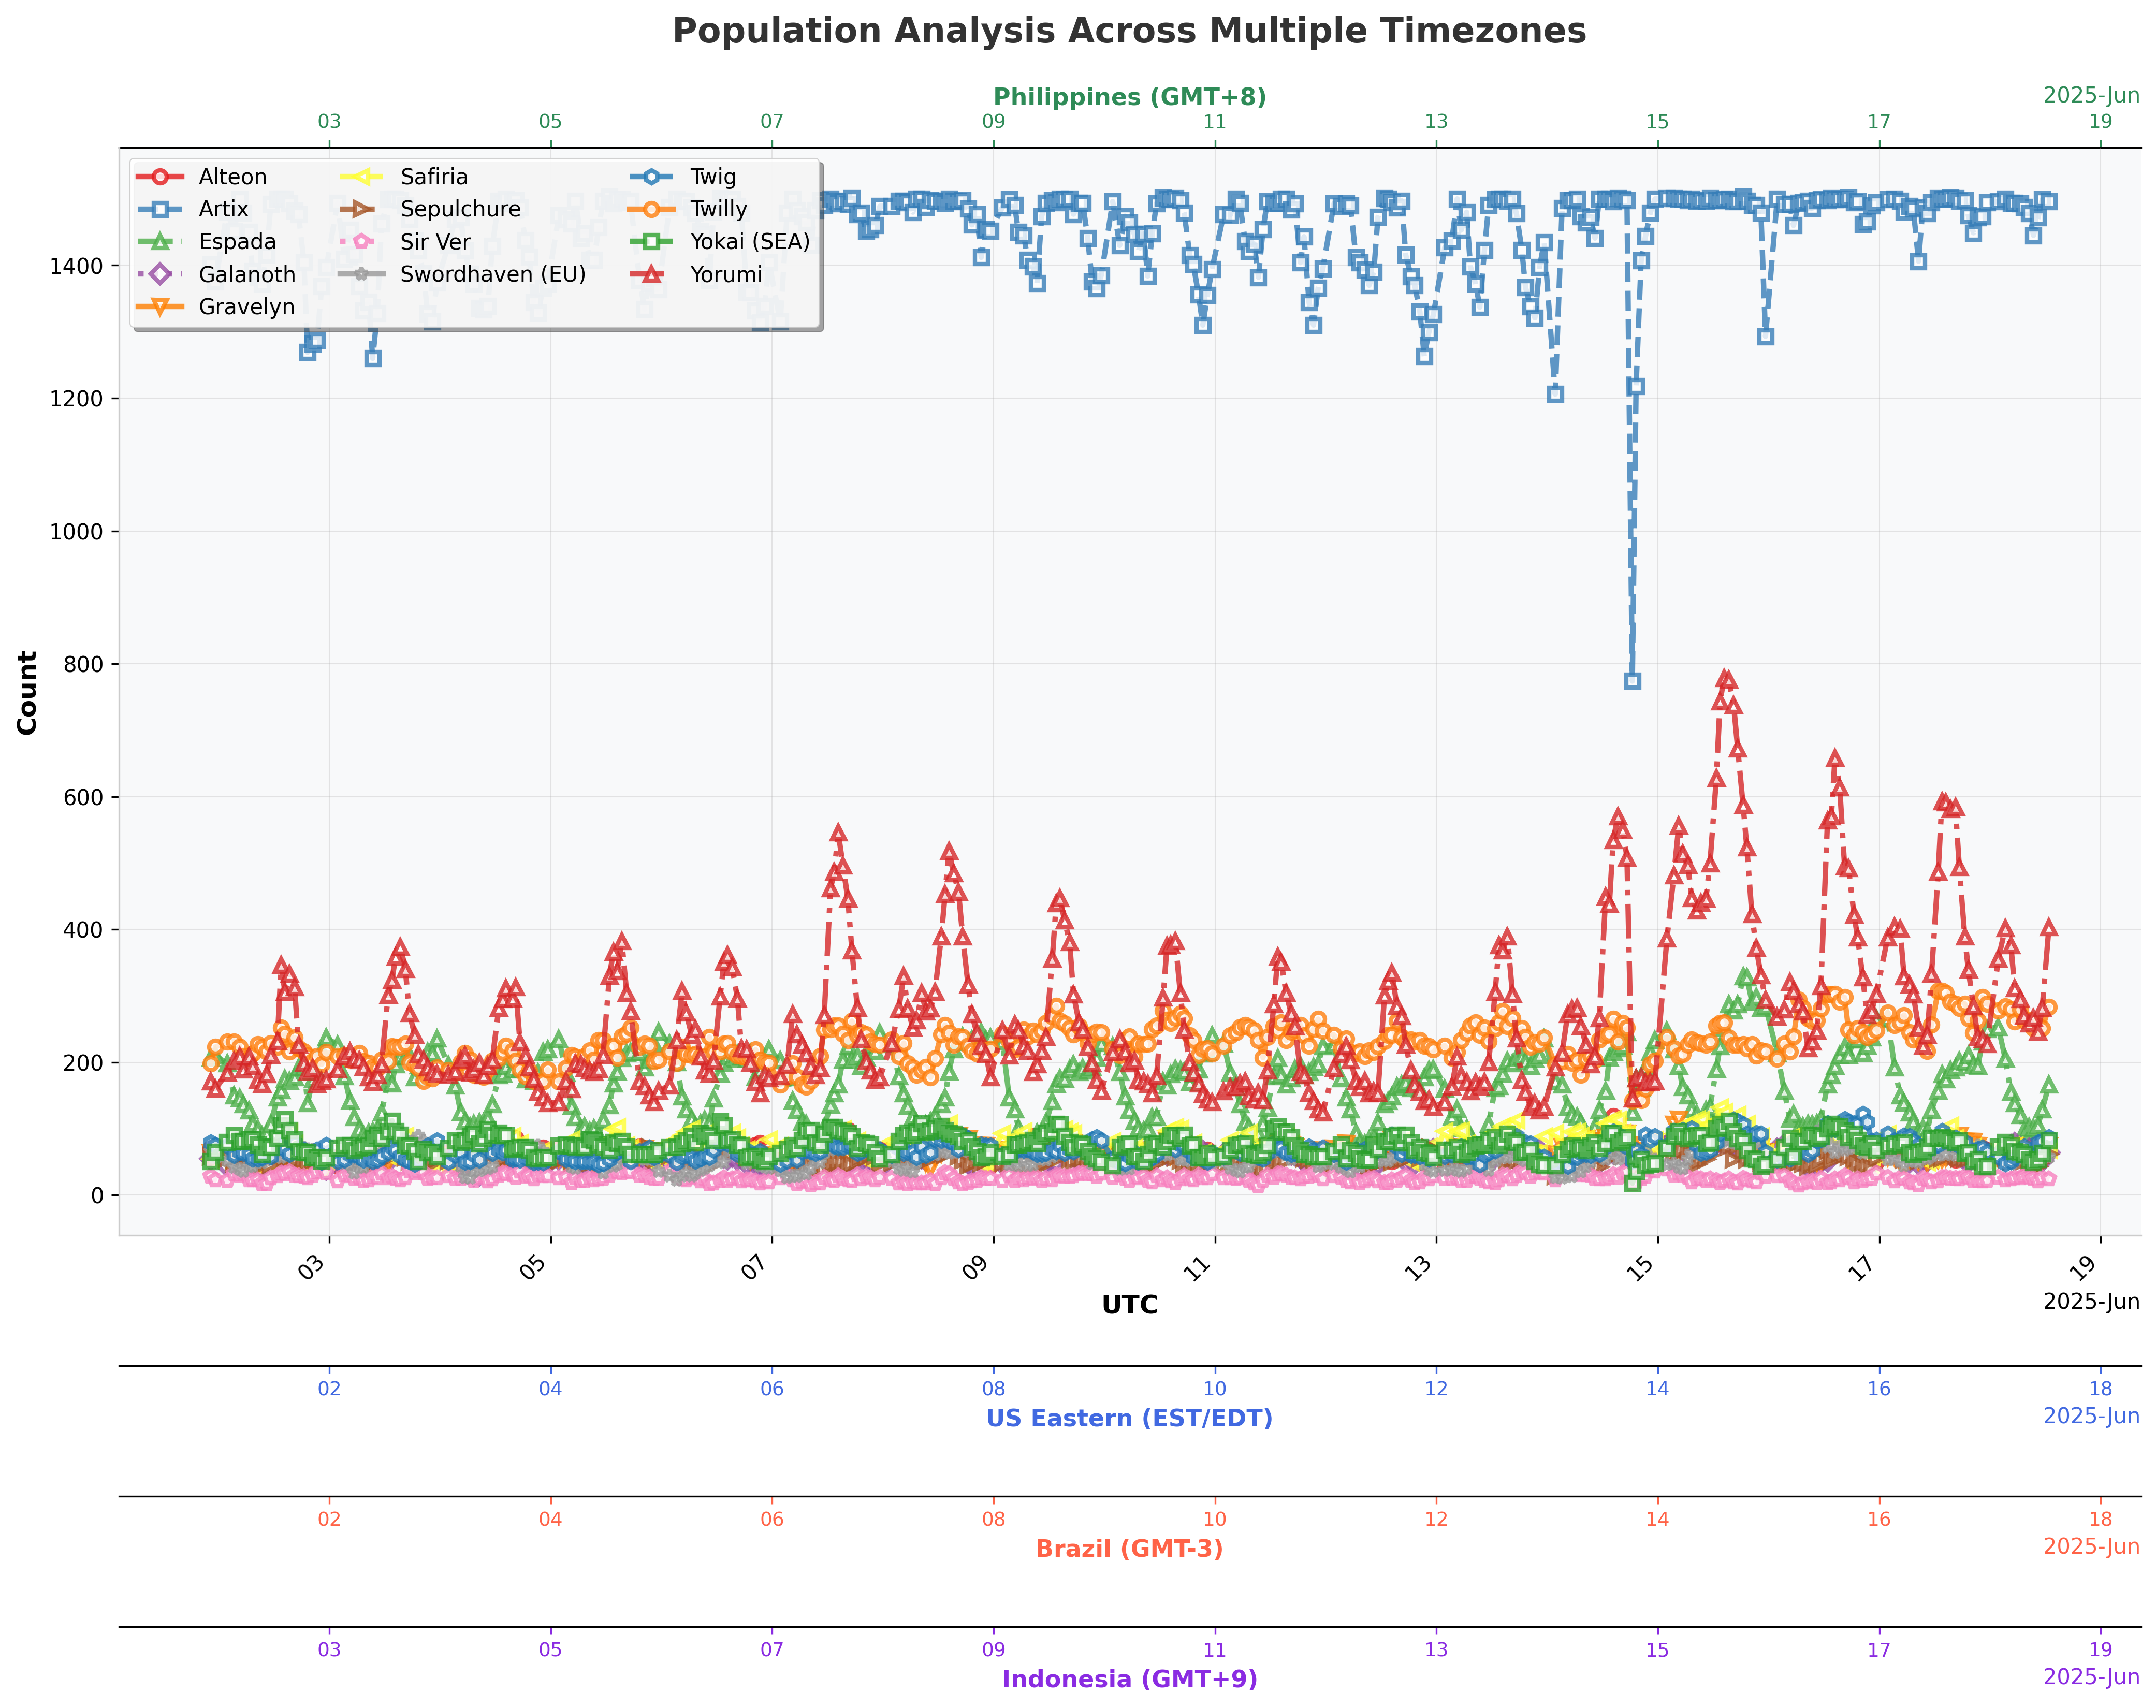 Population Analysis Across Multiple Timezones
Philippines (GMT+8)
2025-Jun
03 05 07 09 11 13 15 17 19
Alteon Safiria Twig
Artix Sepulchure Twilly
Espada Sir Ver Yokai (SEA)
Galanoth Swordhaven (EU) Yorumi
Gravelyn
Count
1400
1200
1000
800
600
400
200
0
03 05 07 09 11 13 15 17 19
UTC
2025-Jun
02 04 06 08 10 12 14 16 18
US Eastern (EST/EDT)
2025-Jun
02 04 06 08 10 12 14 16 18
Brazil (GMT-3)
2025-Jun
03 05 07 09 11 13 15 17 19
Indonesia (GMT+9)
2025-Jun